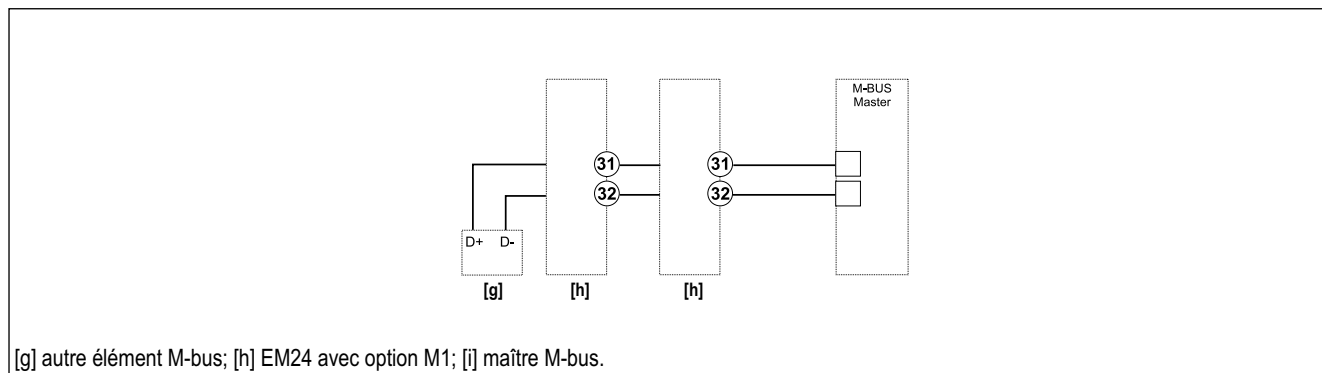 M-BUS
Master
31
31
32
32
D+ D-
[g] [h] [h]
[g] autre élément M-bus; [h] EM24 avec option M1; [i] maître M-bus.